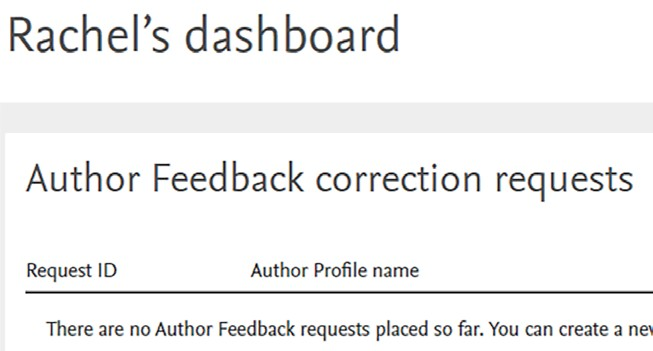 Rachel’s dashboard
Author Feedback correction requests
Request ID Author Profile name
There are no Author Feedback requests placed so far. You can create a